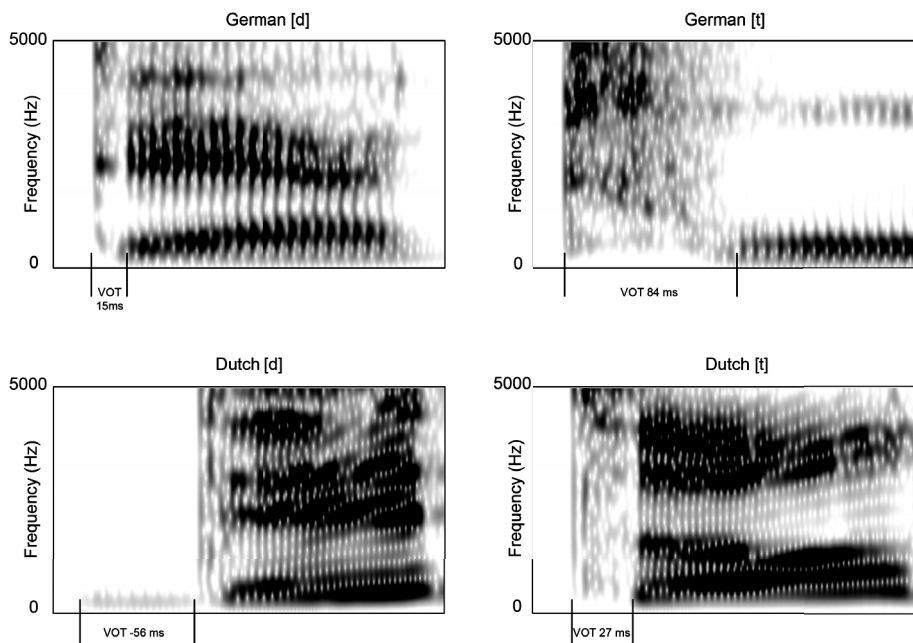 German [d]
5000
Frequency (Hz)
0
VOT
15ms
German [t]
5000
Frequency (Hz)
0
VOT 84 ms
Dutch [d]
5000
Frequency (Hz)
0
VOT -56 ms
Dutch [t]
5000
Frequency (Hz)
0
VOT 27 ms